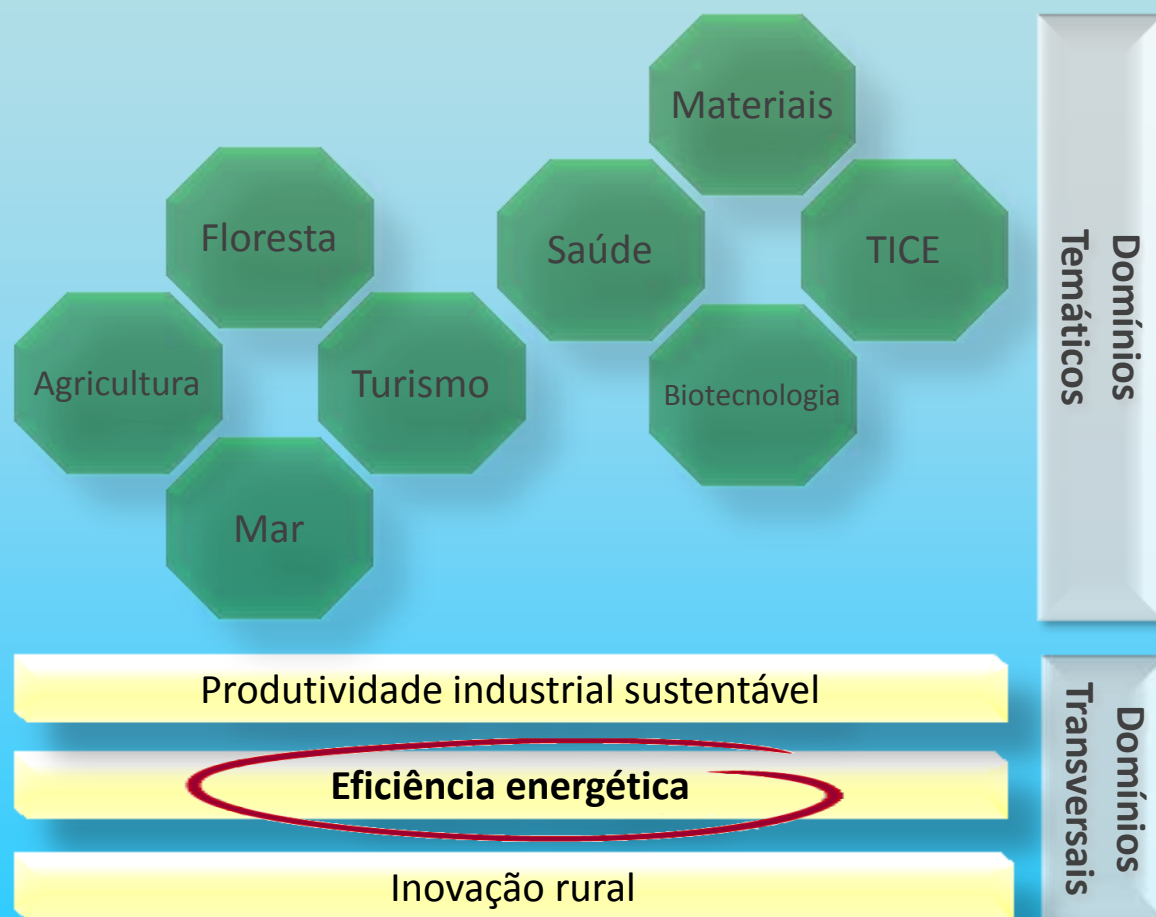 Materiais
Floresta
Saúde
TICE
Agricultura
Turismo
Biotecnologia
Mar
Domínios
Temáticos
Produtividade industrial sustentável
Eficiência energética
Inovação rural
Domínios
Transversais